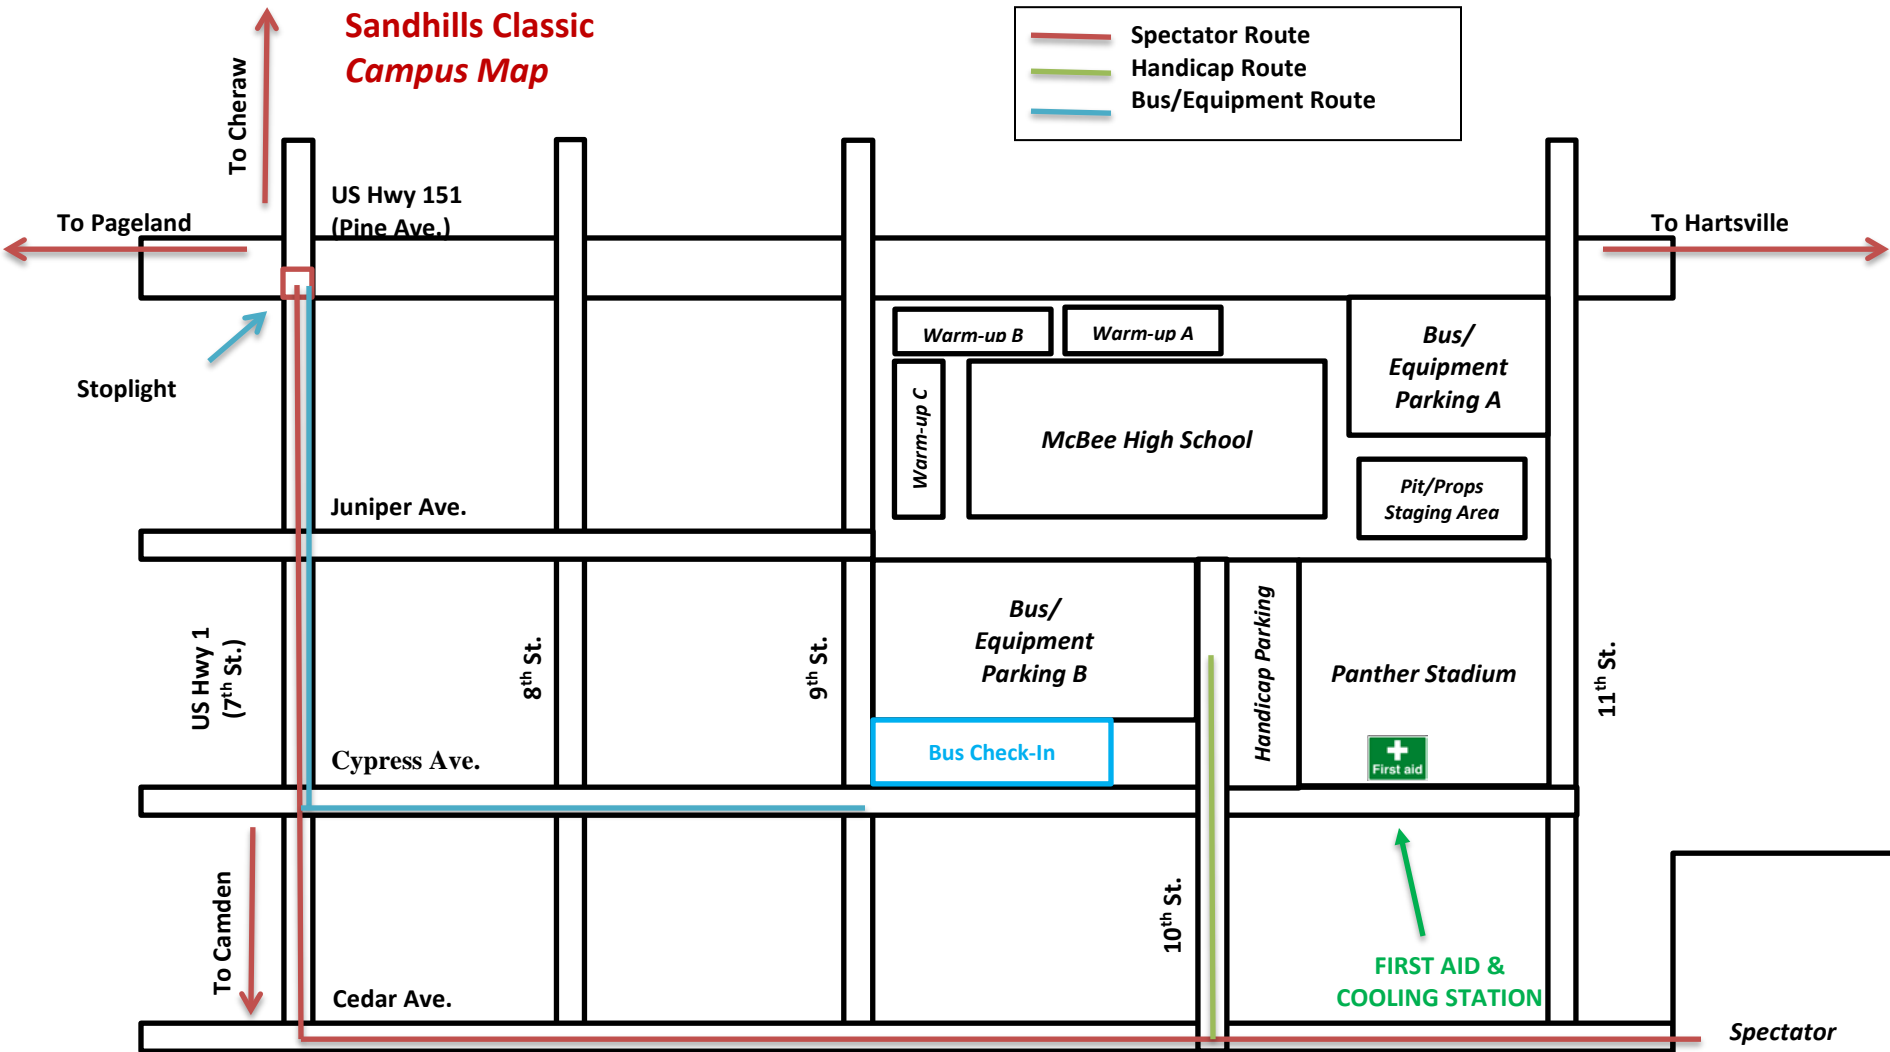 Sandhills Classic
Campus Map
Spectator Route
Handicap Route
Bus/Equipment Route
To Cheraw
US Hwy 151
(Pine Ave.)
To Pageland
To Hartsville
Stoplight
Warm-up B
Warm-up A
Warm-up C
McBee High School
Bus/
Equipment
Parking A
Pit/Props
Staging Area
Juniper Ave.
US Hwy 1
(7th St.)
8th St.
9th St.
Bus/
Equipment
Parking B
Handicap Parking
Panther Stadium
11th St.
Cypress Ave.
Bus Check-In
First aid
To Camden
10th St.
FIRST AID &
COOLING STATION
Cedar Ave.
Spectator